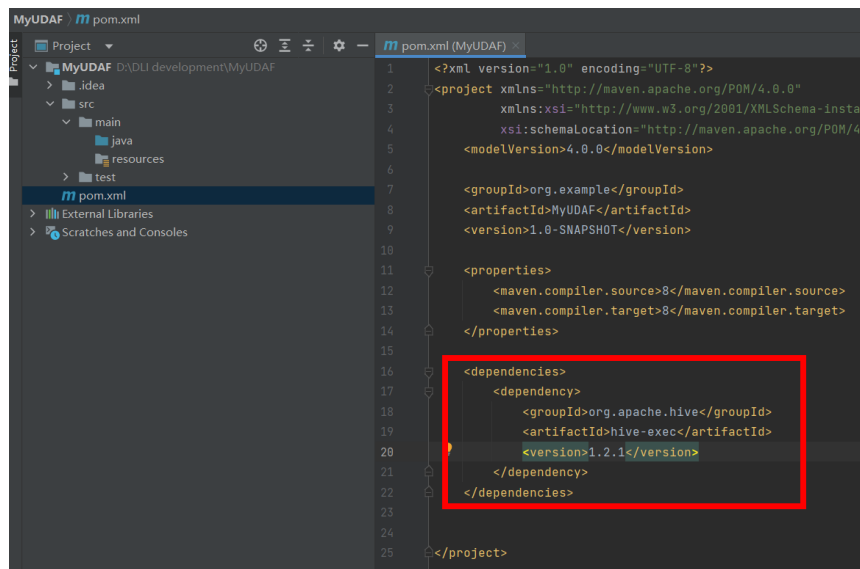 MyUDAF pom.xml
Project
Project
pom.xml (MyUDAF)
MyUDAF D:\DLI development\MyUDAF
.idea
src
main
java
resources
test
pom.xml
External Libraries
Scratches and Consoles
1 <?xml version="1.0" encoding="UTF-8"?>
2 <project xmlns="http://maven.apache.org/POM/4.0.0"
3 xmlns:xsi="http://www.w3.org/2001/XMLSchema-insta
4 xsi:schemaLocation="http://maven.apache.org/POM/4
5 <modelVersion>4.0.0</modelVersion>
6
7 <groupId>org.example</groupId>
8 <artifactId>MyUDAF</artifactId>
9 <version>1.0-SNAPSHOT</version>
10
11 <properties>
12 <maven.compiler.source>8</maven.compiler.source>
13 <maven.compiler.target>8</maven.compiler.target>
14 </properties>
15
16 <dependencies>
17 <dependency>
18 <groupId>org.apache.hive</groupId>
19 <artifactId>hive-exec</artifactId>
20 <version>1.2.1</version>
21 </dependency>
22 </dependencies>
23
24
25 </project>